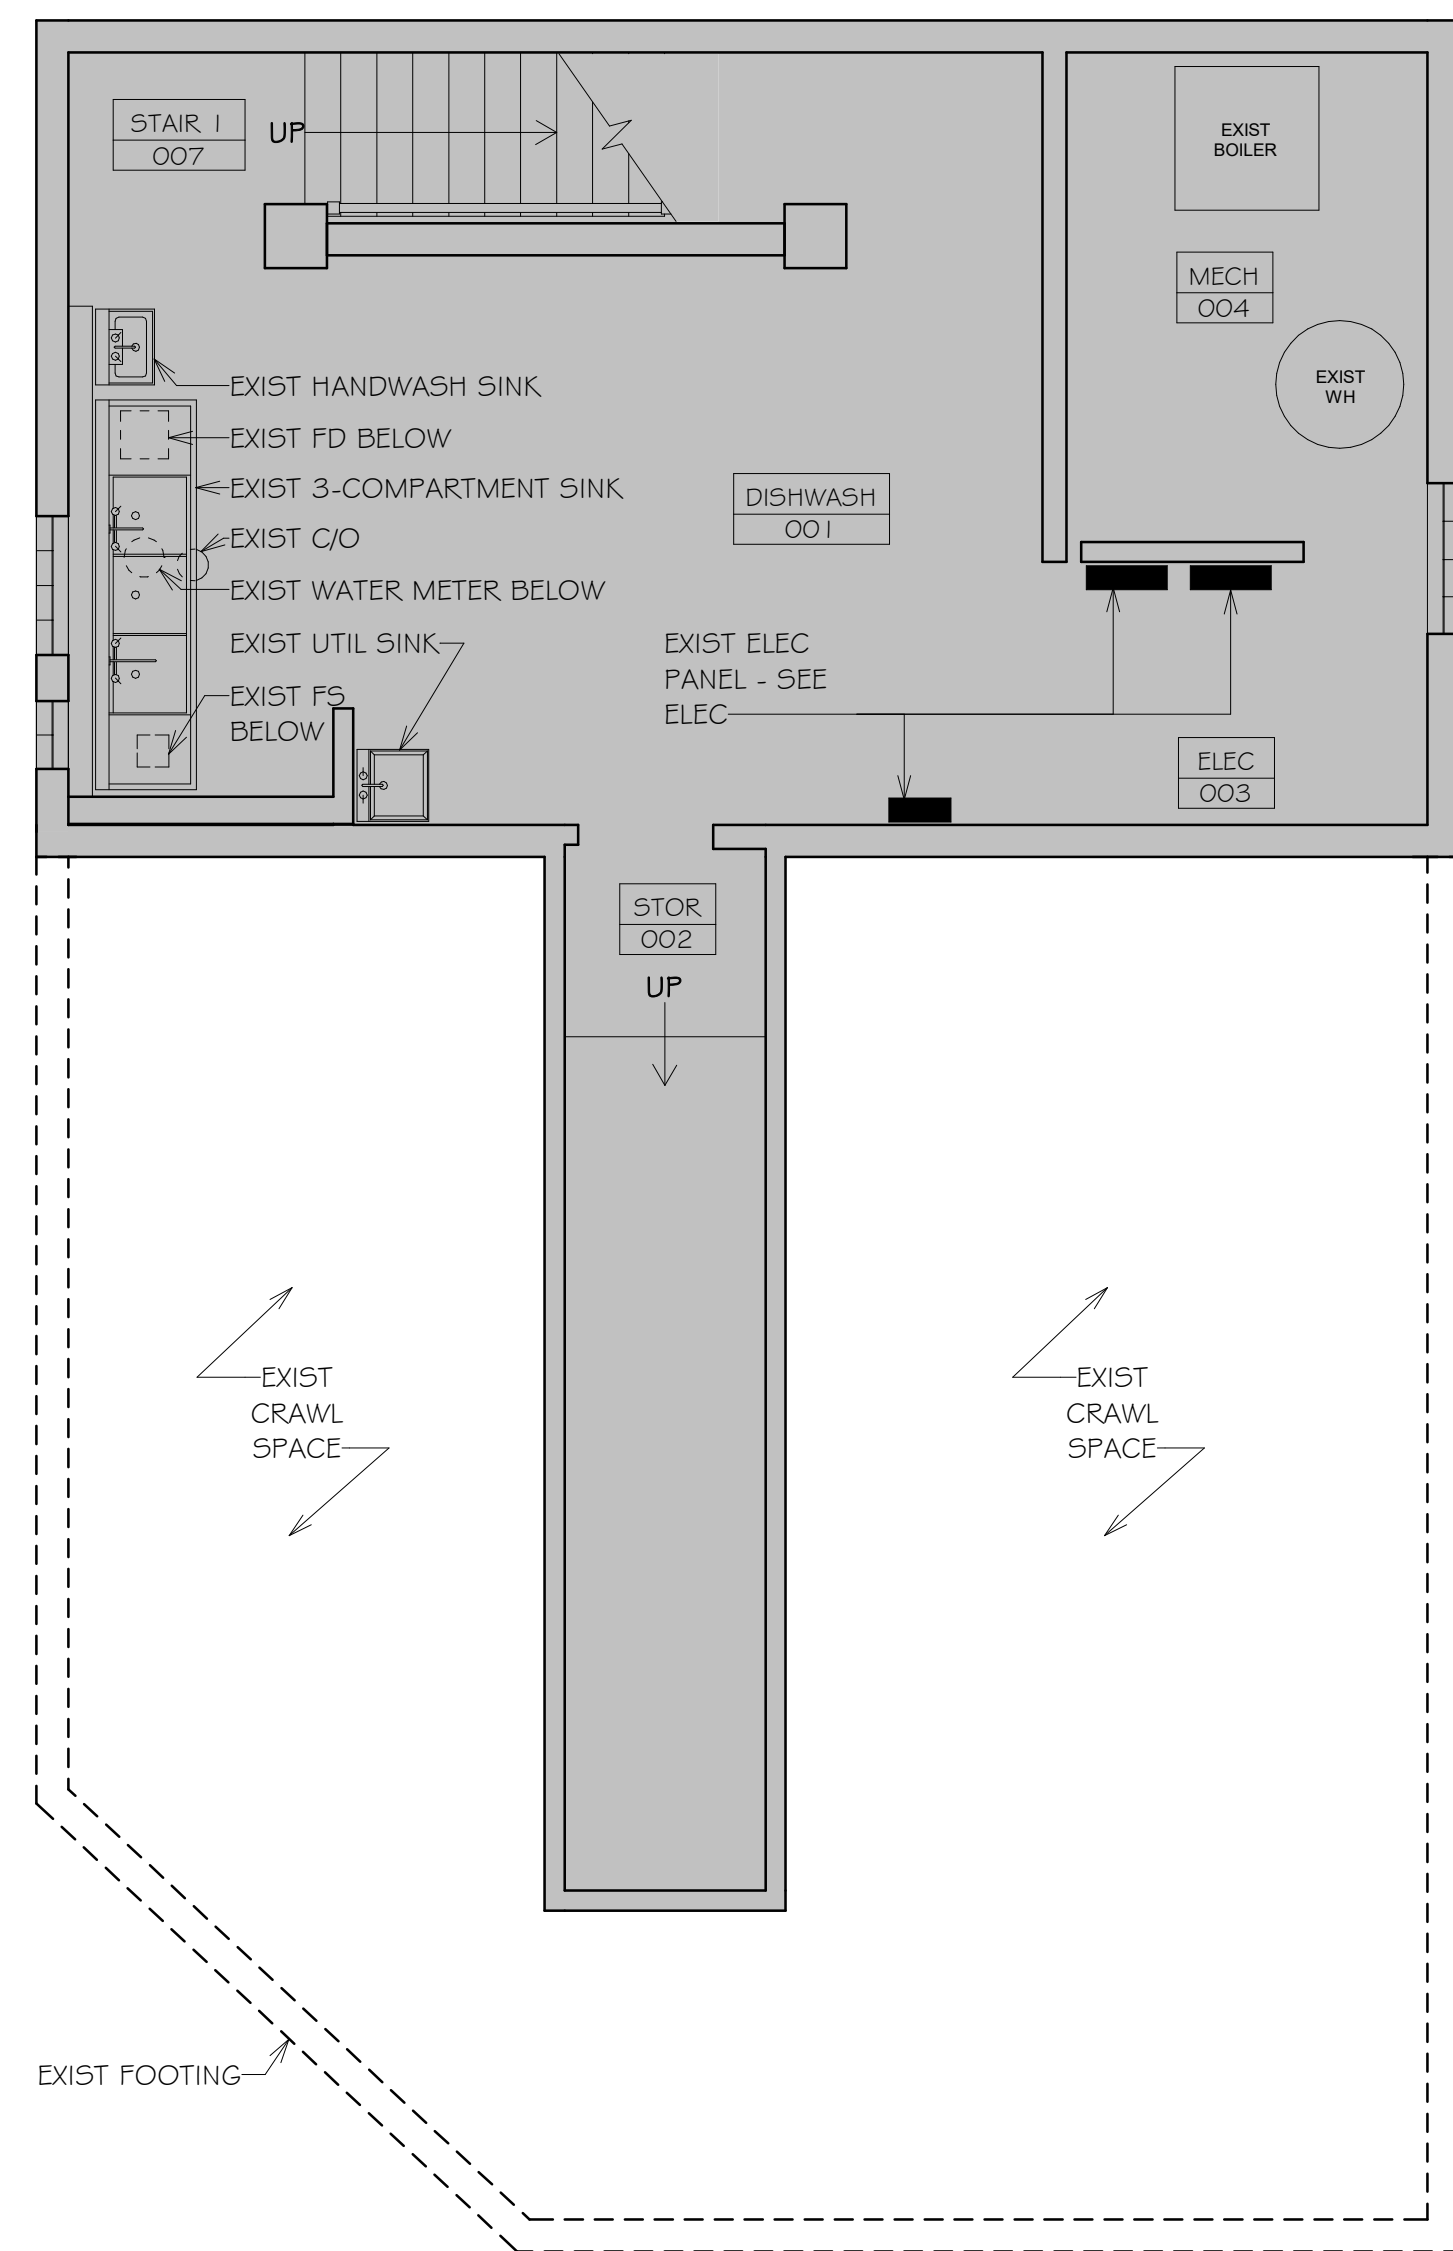 STAIR 1
007
UP
EXIST
BOILER
MECH
004
EXIST
WH
EXIST HANDWASH SINK
EXIST FD BELOW
EXIST 3-COMPARTMENT SINK
EXIST C/O
EXIST WATER METER BELOW
EXIST UTIL SINK
EXIST FS
BELOW
DISHWASH
001
EXIST ELEC
PANEL - SEE
ELEC
ELEC
003
STOR
002
UP
EXIST
CRAWL
SPACE
EXIST
CRAWL
SPACE
EXIST FOOTING